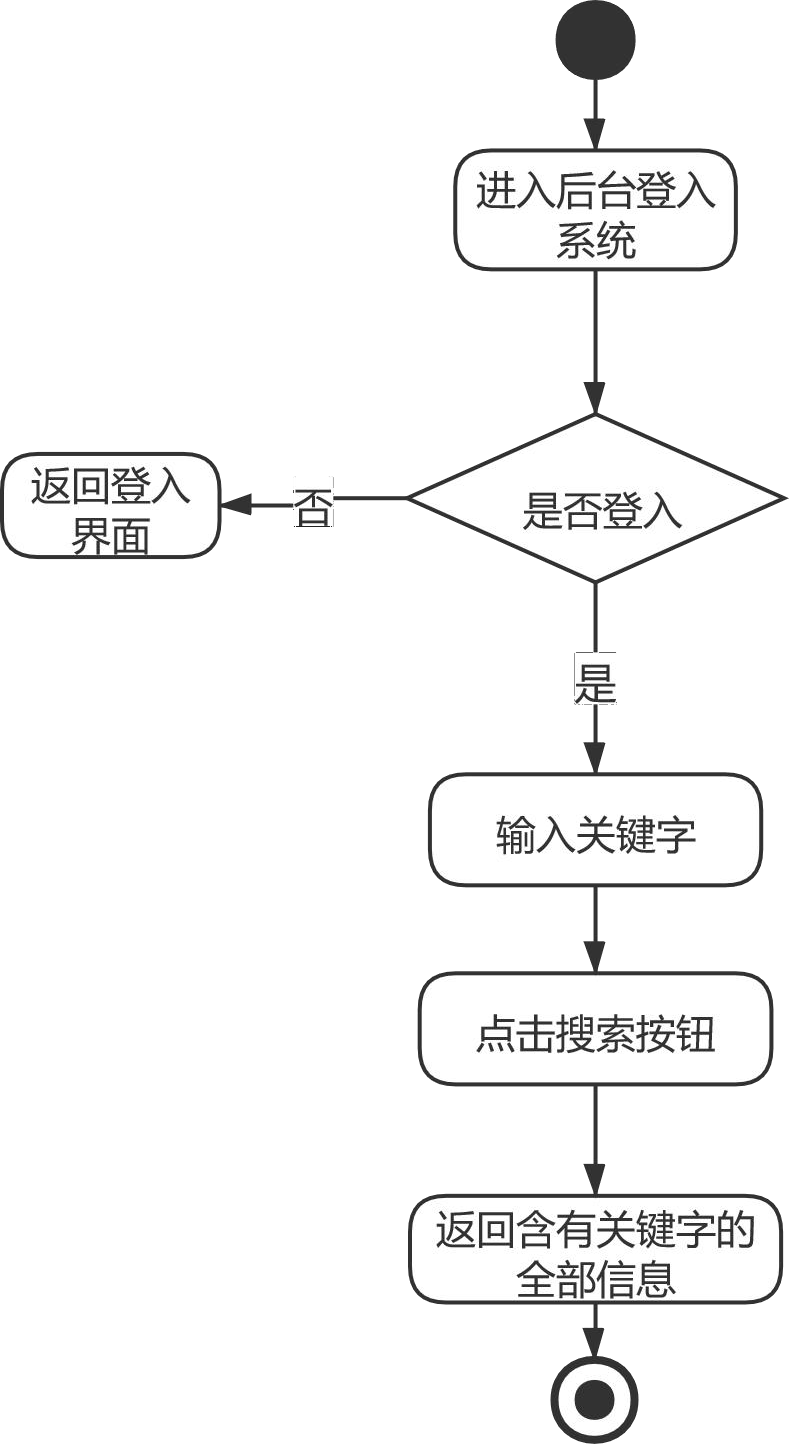 进入后台登入
系统
是否登入
否
返回登入
界面
是
输入关键字
点击搜索按钮
返回含有关键字的
全部信息